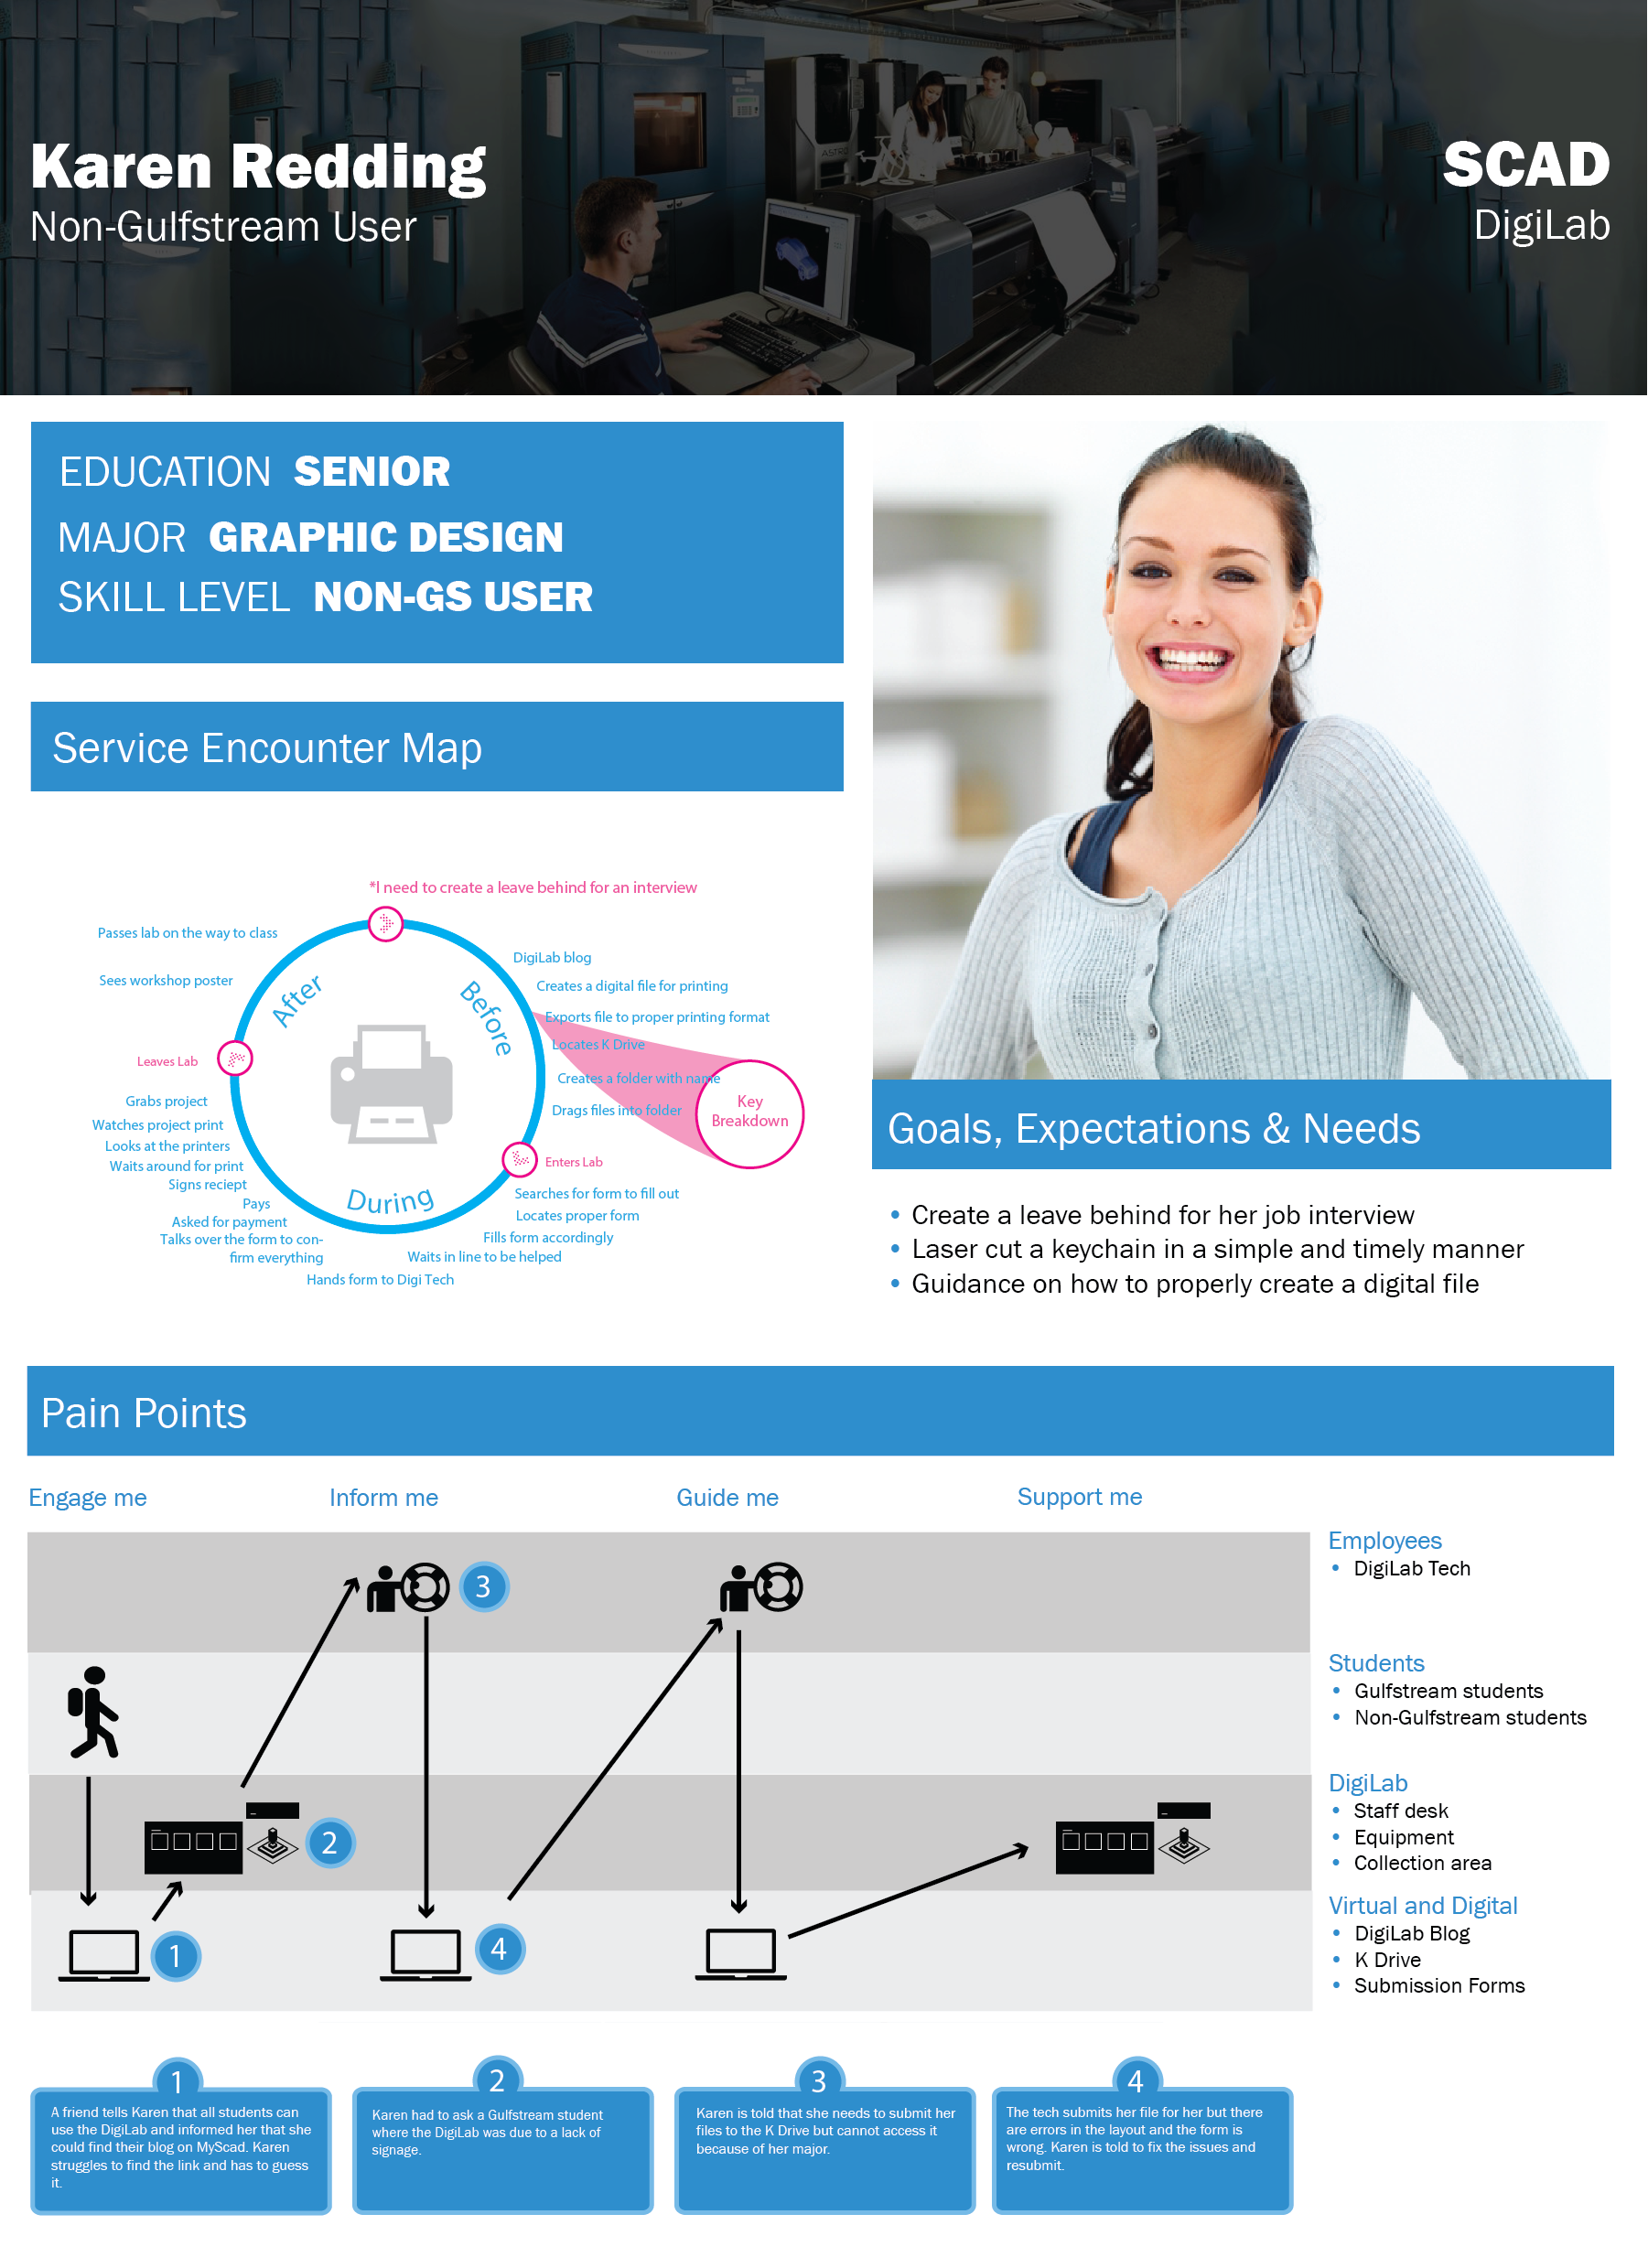 Karen Redding
Non-Gulfstream User
SCAD
DigiLab
EDUCATION SENIOR
MAJOR GRAPHIC DESIGN
SKILL LEVEL NON-GS USER
Service Encounter Map
*I need to create a leave behind for an interview
Before
DigiLab blog
Creates a digital file for printing
Exports file to proper printing format
Locates K Drive
Creates a folder with name
Drags files into folder
Key
Breakdown
Enters Lab
During
Searches for form to fill out
Locates proper form
Fills form accordingly
Waits in line to be helped
Hands form to Digi Tech
Talks over the form to con-
firm everything
Asked for payment
Pays
Signs reciept
Waits around for print
Looks at the printers
Watches project print
Grabs project
Leaves Lab
After
Sees workshop poster
Passes lab on the way to class
Goals, Expectations & Needs
• Create a leave behind for her job interview
• Laser cut a keychain in a simple and timely manner
• Guidance on how to properly create a digital file
Pain Points
Engage me
Inform me
Guide me
Support me
3
2
1
4
Employees
• DigiLab Tech
Students
• Gulfstream students
• Non-Gulfstream students
DigiLab
• Staff desk
• Equipment
• Collection area
Virtual and Digital
• DigiLab Blog
• K Drive
• Submission Forms
1
A friend tells Karen that all students can
use the DigiLab and informed her that she
could find their blog on MyScad. Karen
struggles to find the link and has to guess
it.
2
Karen had to ask a Gulfstream student
where the DigiLab was due to a lack of
signage.
3
Karen is told that she needs to submit her
files to the K Drive but cannot access it
because of her major.
4
The tech submits her file for her but there
are errors in the layout and the form is
wrong. Karen is told to fix the issues and
resubmit.